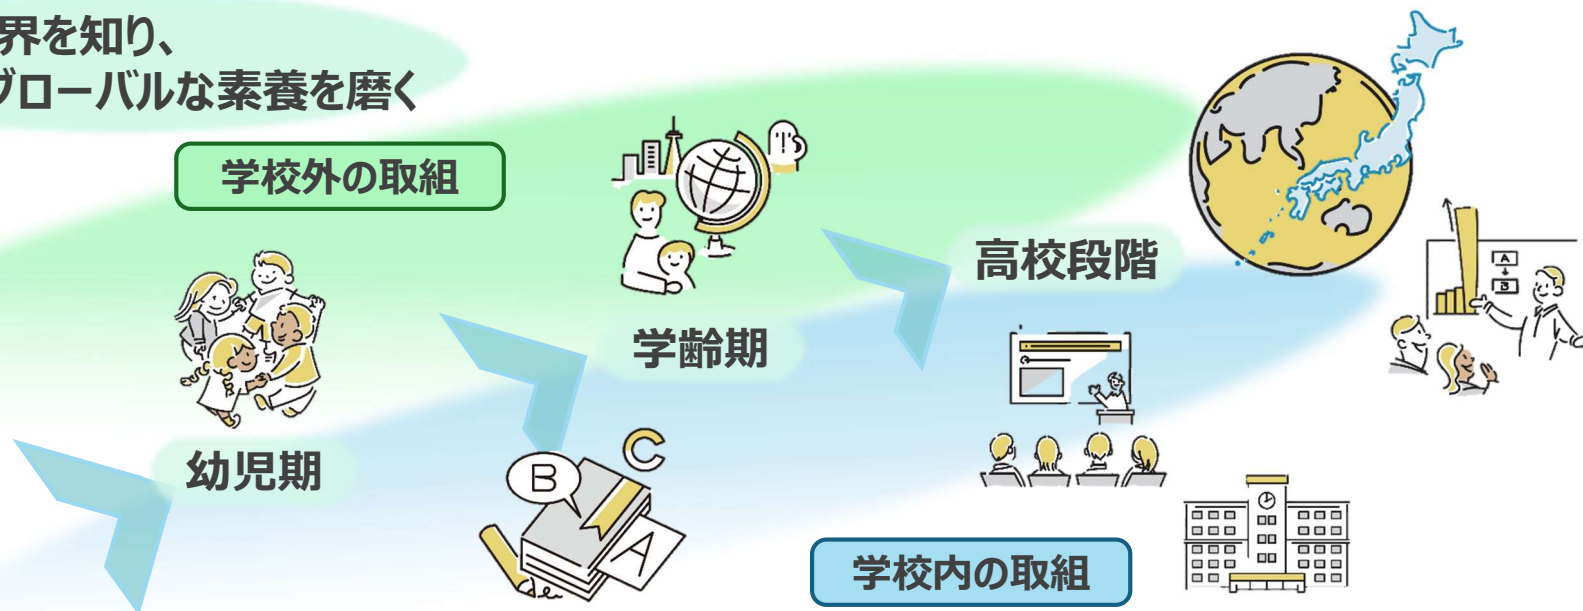 界を知り、
グローバルな素養を磨く
学校外の取組
高校段階
A
B
学齢期
幼児期
C
B
A
学校内の取組